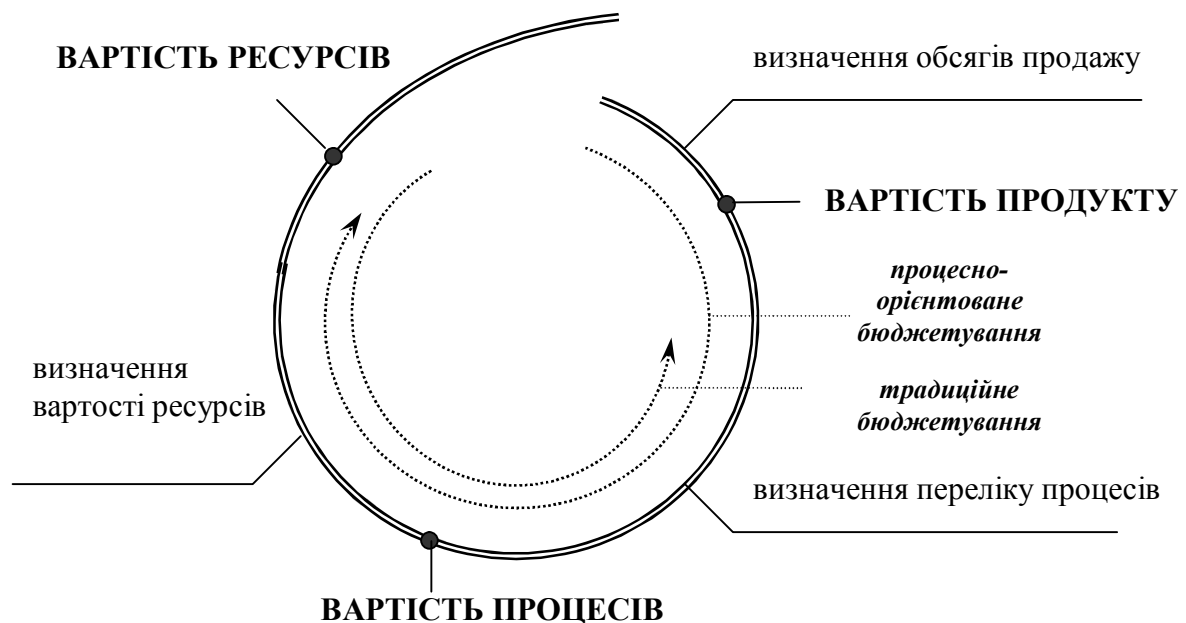 ВАРТІСТЬ РЕСУРСІВ
визначення обсягів продажу
ВАРТІСТЬ ПРОДУКТУ
процесно-
орієнтоване
бюджетування
визначення
вартості ресурсів
традиційне
бюджетування
визначення переліку процесів
ВАРТІСТЬ ПРОЦЕСІВ